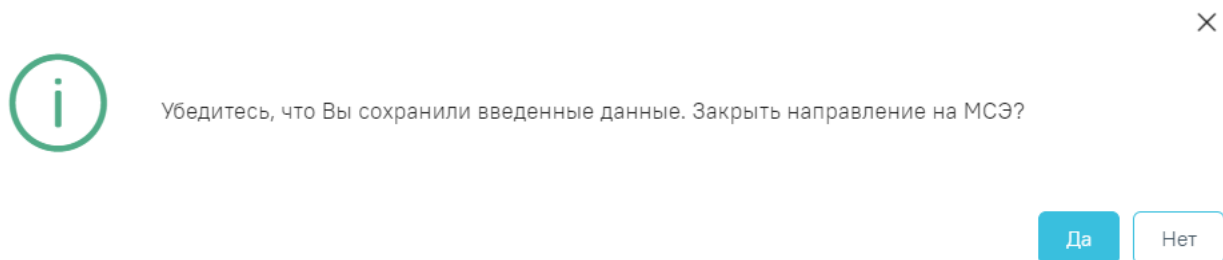 Убедитесь, что Вы сохранили введенные данные. Закрыть направление на МСЭ?
Да Нет